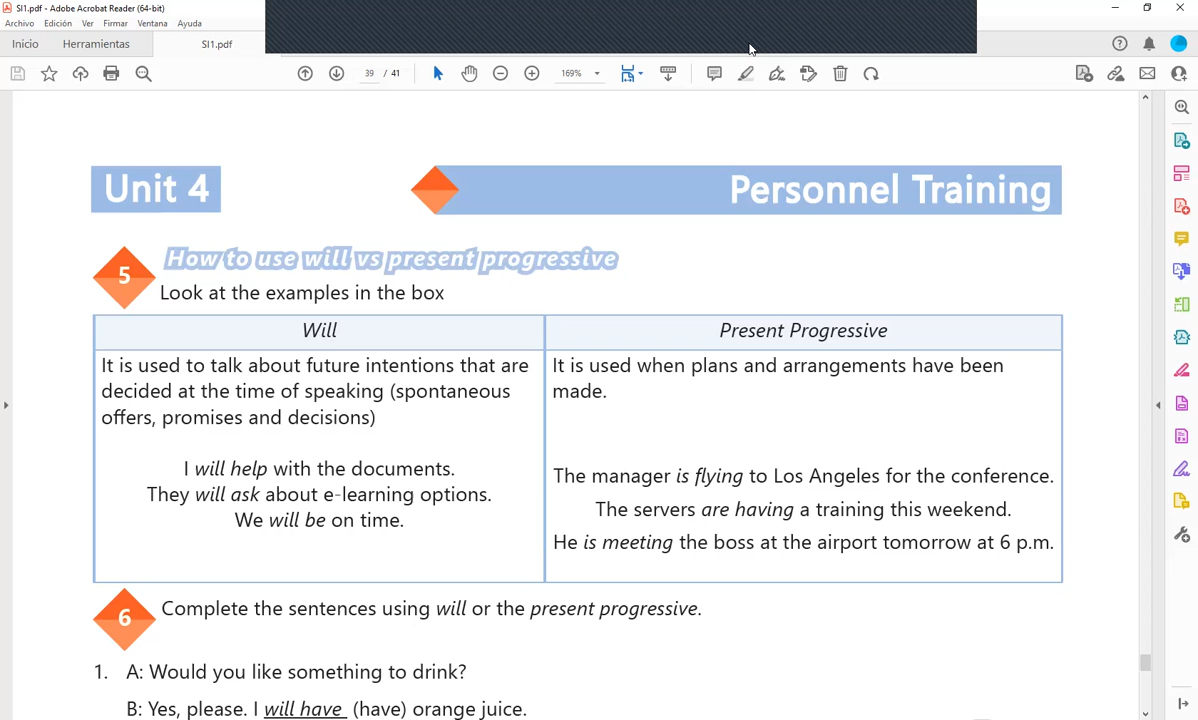 SI1.pdf - Adobe Acrobat Reader (64-bit)
Archivo Edición Ver Firmar Ventana Ayuda
Inicio Herramientas SI1.pdf
39 / 41 169%
Unit 4 Personnel Training
5 How to use will vs present progressive
Look at the examples in the box
Will
It is used to talk about future intentions that are
decided at the time of speaking (spontaneous
offers, promises and decisions)
I will help with the documents.
They will ask about e-learning options.
We will be on time.
Present Progressive
It is used when plans and arrangements have been
made.
The manager is flying to Los Angeles for the conference.
The servers are having a training this weekend.
He is meeting the boss at the airport tomorrow at 6 p.m.
6 Complete the sentences using will or the present progressive.
1. A: Would you like something to drink?
B: Yes, please. I will have (have) orange juice.